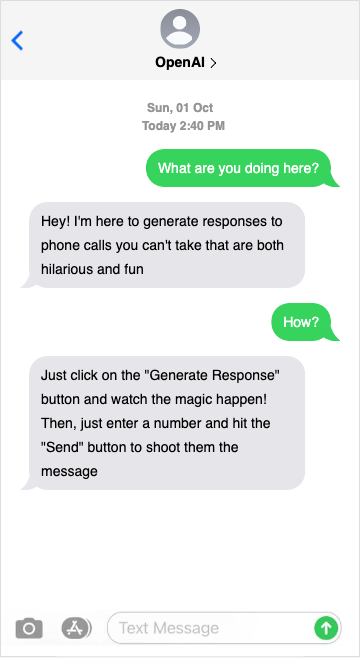 OpenAI >
Sun, 01 Oct
Today 2:40 PM
What are you doing here?
Hey! I'm here to generate responses to
phone calls you can't take that are both
hilarious and fun
How?
Just click on the "Generate Response"
button and watch the magic happen!
Then, just enter a number and hit the
"Send" button to shoot them the
message
Text Message